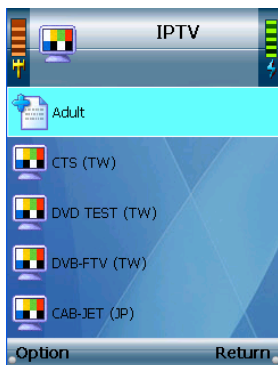 IPTV
Adult
CTS (TW)
DVD TEST (TW)
DVB-FTV (TW)
CAB-JET (JP)
Option Return